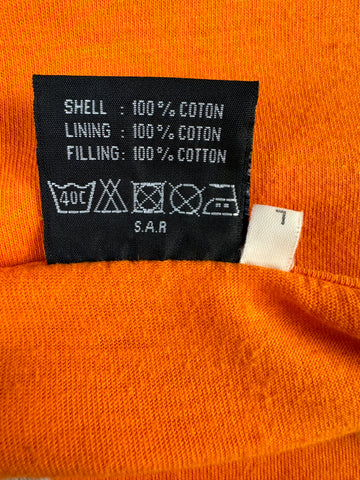 SHELL : 100% COTON
LINING : 100% COTON
FILLING: 100% COTTON
40C
S.A.R
L